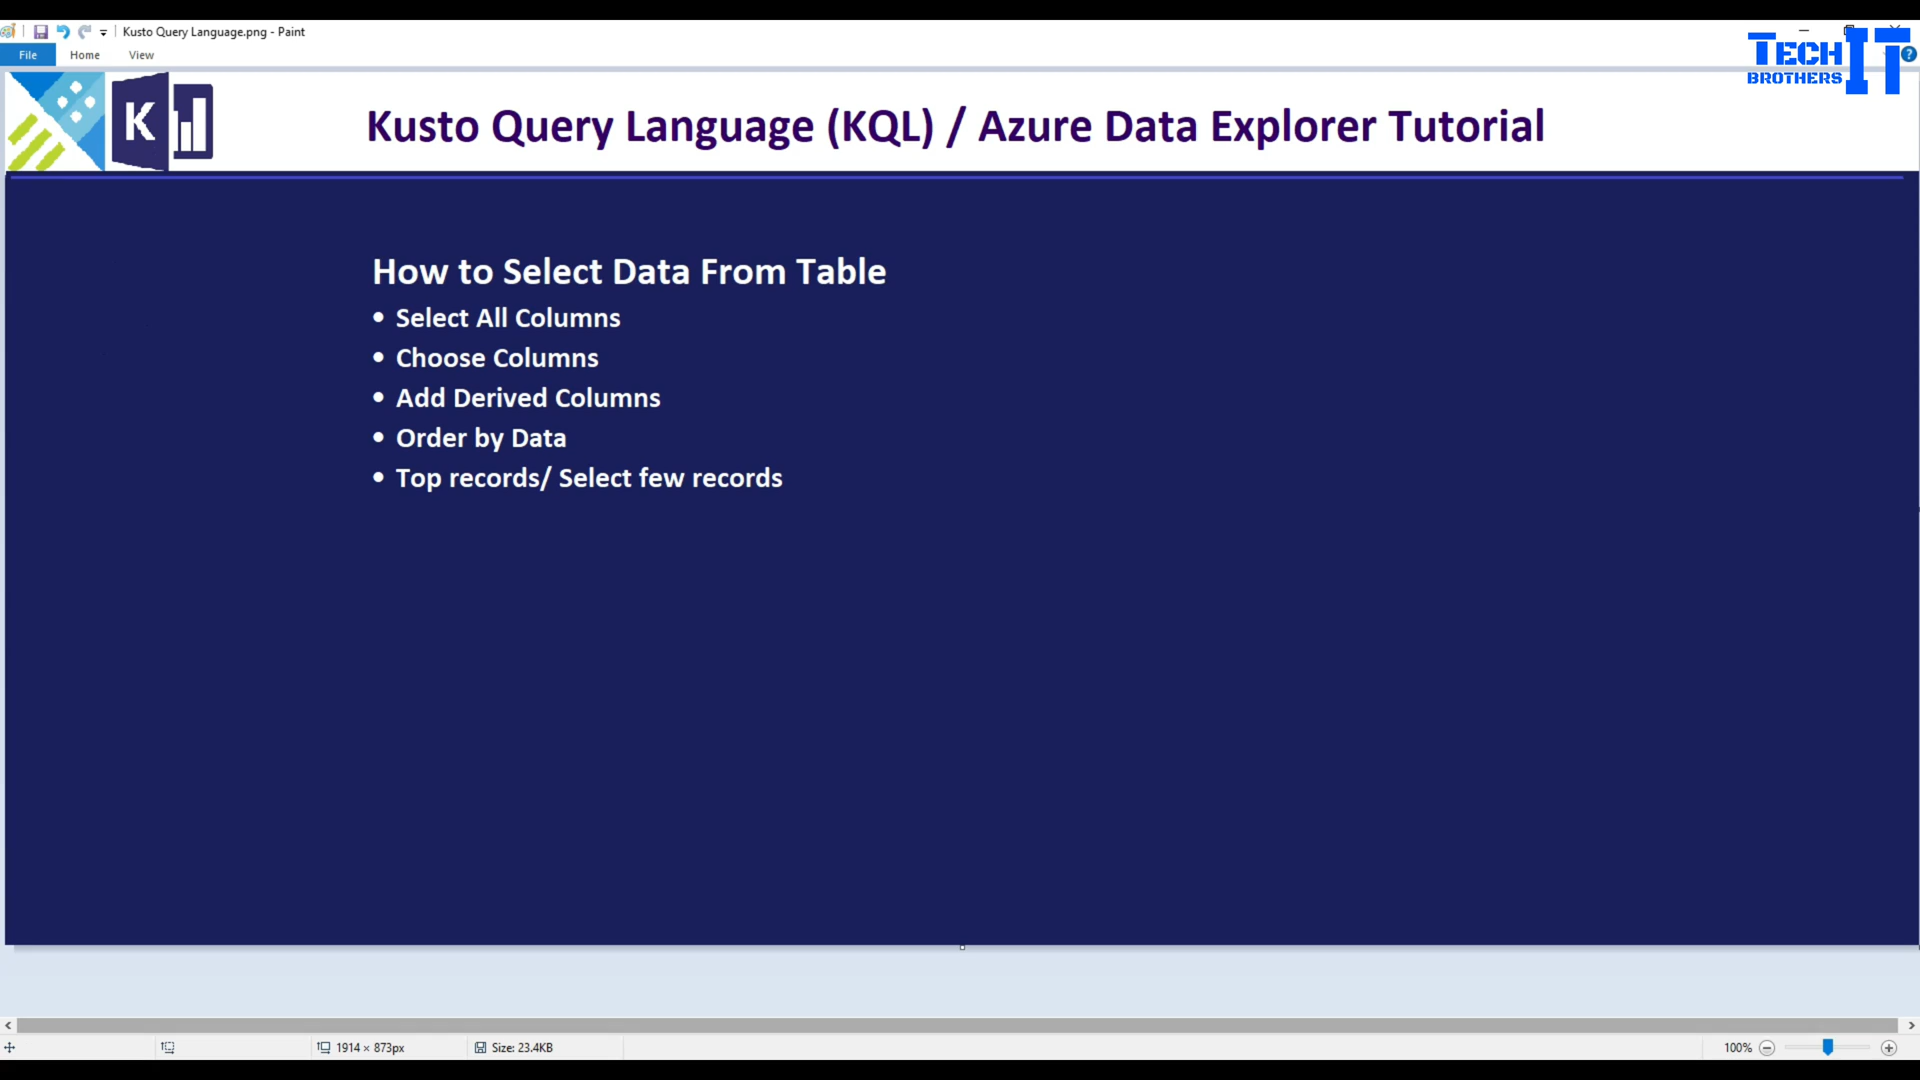 Kusto Query Language.png - Paint
File Home View
TECH IT
BROTHERS
K
Kusto Query Language (KQL) / Azure Data Explorer Tutorial
How to Select Data From Table
• Select All Columns
• Choose Columns
• Add Derived Columns
• Order by Data
• Top records/ Select few records
1914 × 873px Size: 23.4KB 100%